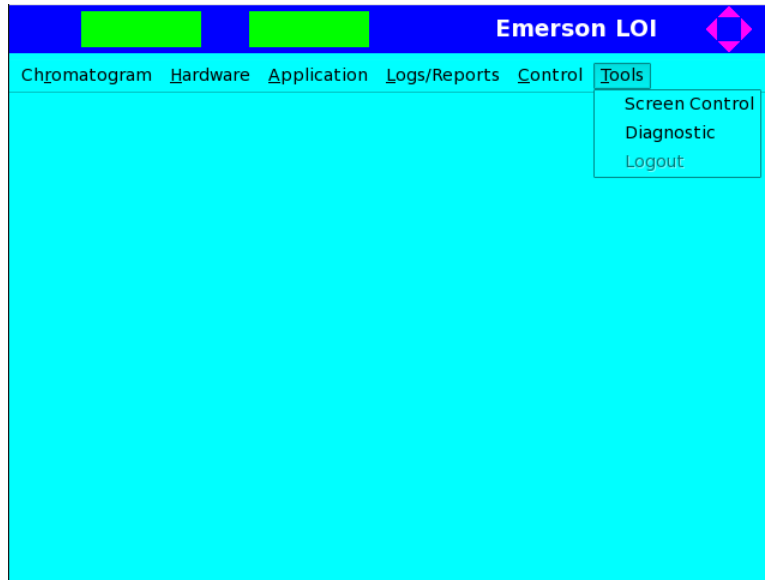 Emerson LOI
Chromatogram Hardware Application Logs/Reports Control Tools
Screen Control
Diagnostic
Logout